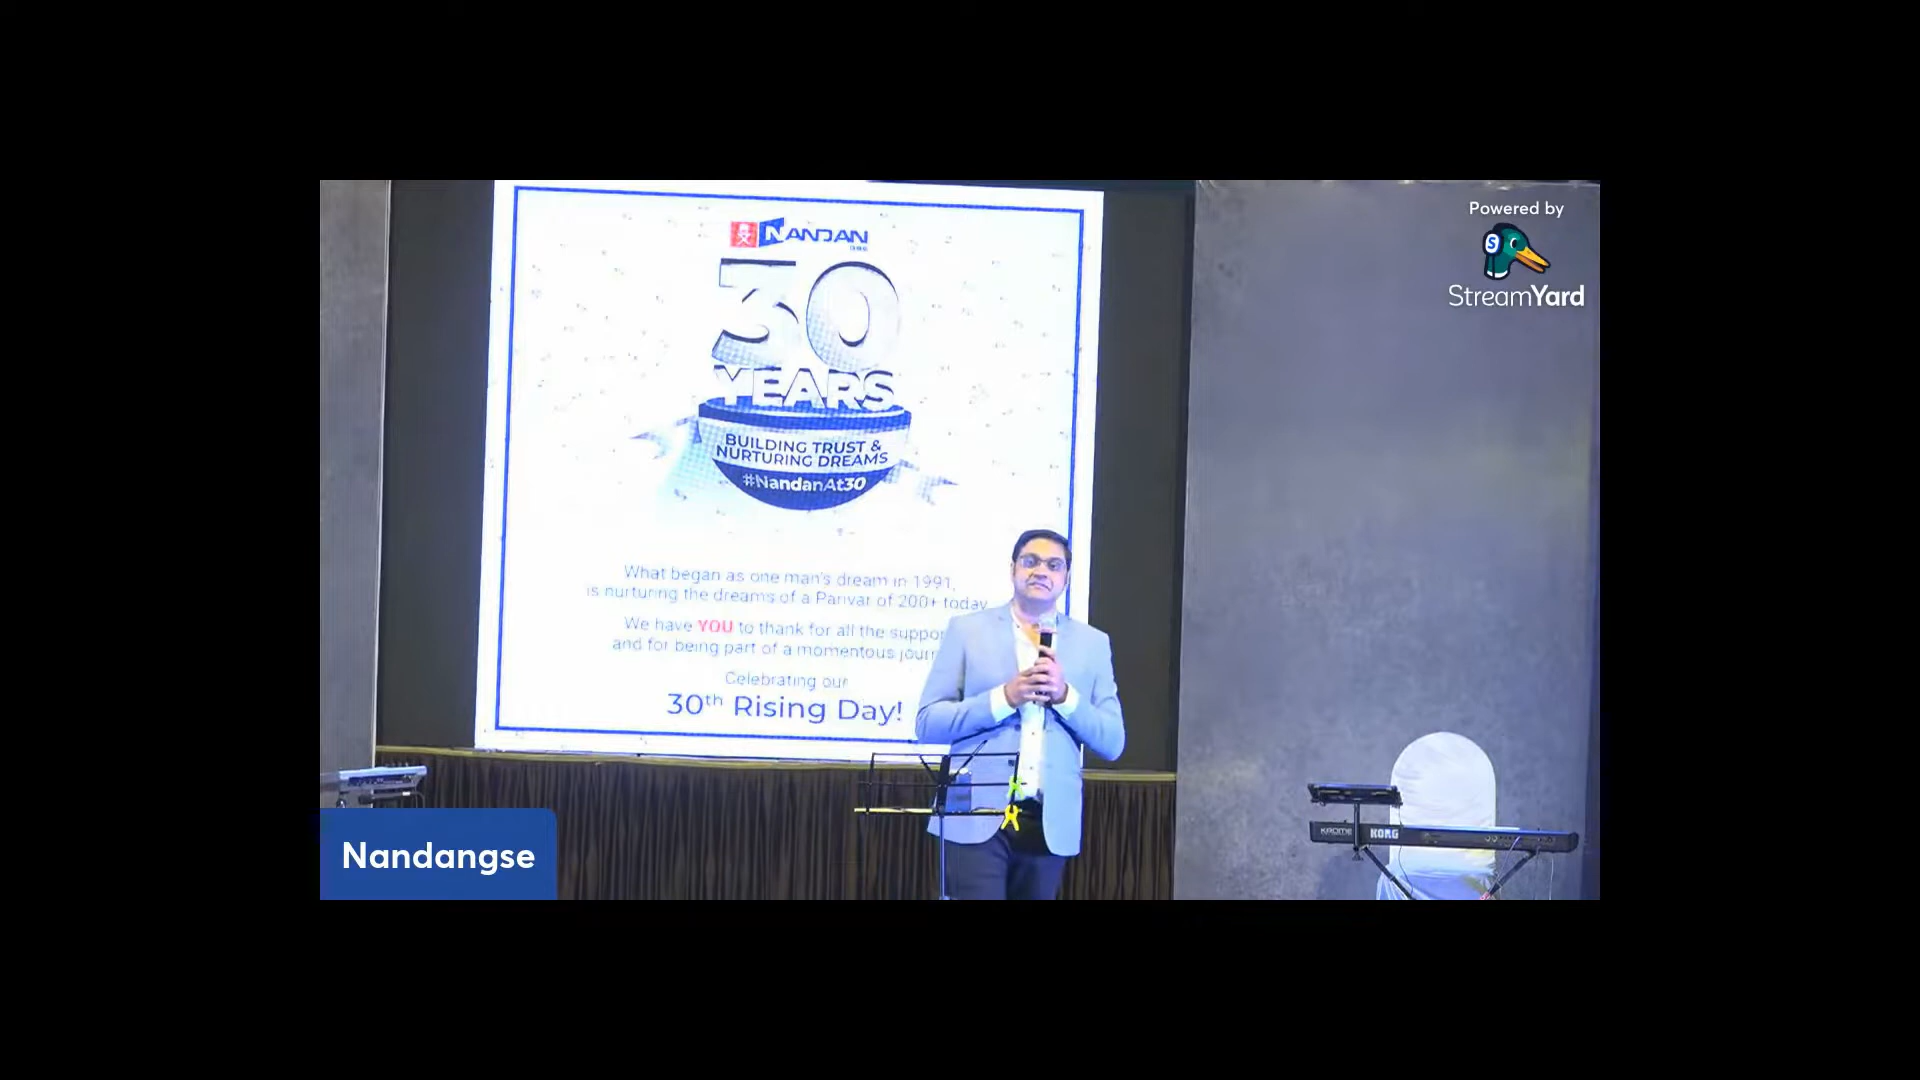 Powered by
StreamYard
NANDAN
GSE
30
YEARS
BUILDING TRUST &
NURTURING DREAMS
#NandanAt30
What began as one man's dream in 1991,
is nurturing the dreams of a Parivar of 200+ today
We have YOU to thank for all the suppor
and for being part of a momentous journ
Celebrating our
30th Rising Day!
Nandangse
KROME KORG